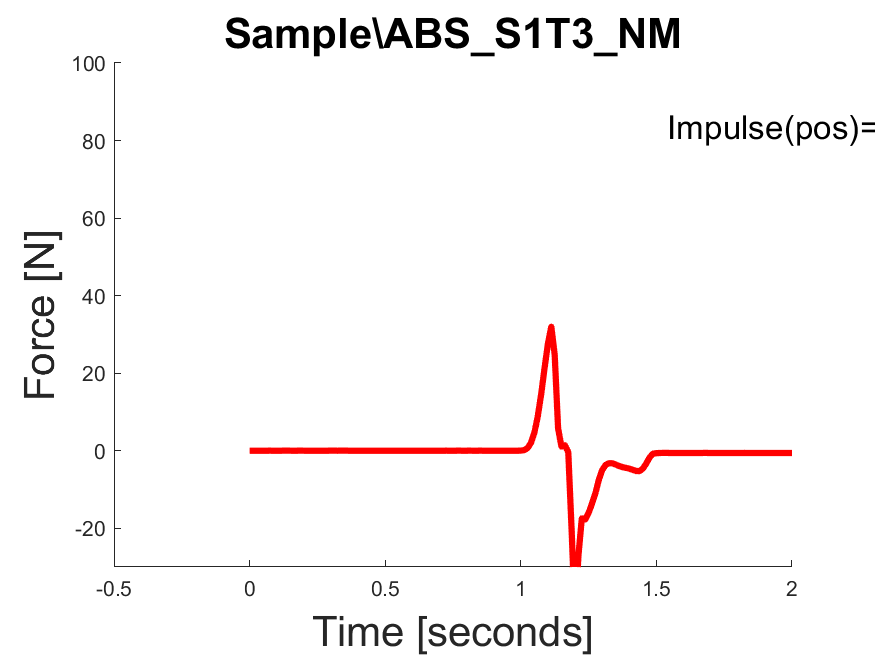 Sample\ABS_S1T3_NM
100
Impulse(pos)=
80
60
40
20
0
-20
Force [N]
-0.5 0 0.5 1 1.5 2
Time [seconds]